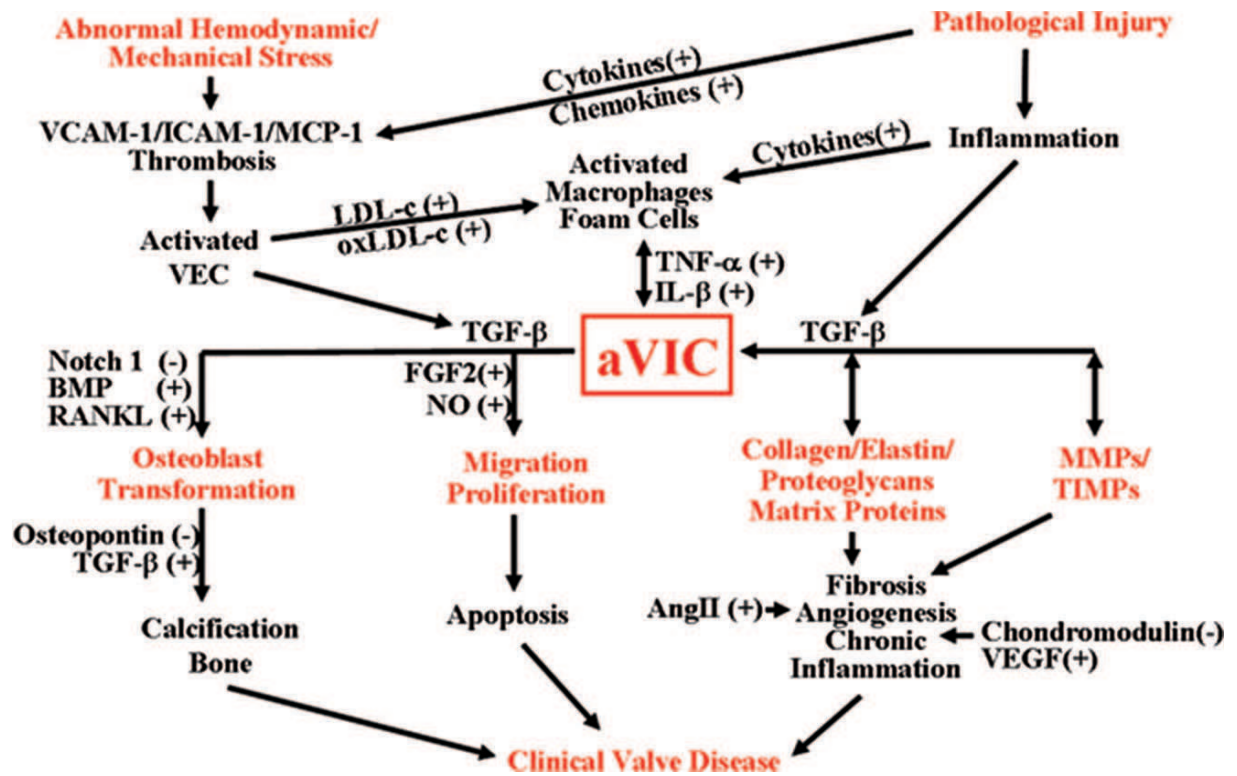 Abnormal Hemodynamic/
Mechanical Stress
Pathological Injury
Cytokines(+)
Chemokines (+)
VCAM-1/ICAM-1/MCP-1
Thrombosis
Inflammation
Cytokines(+)
Activated
Macrophages
Foam Cells
LDL-c (+)
oxLDL-c (+)
Activated
VEC
TNF-α (+)
IL-β (+)
TGF-β
aVIC
TGF-β
Notch 1 (-)
BMP (+)
RANKL (+)
FGF2(+)
NO (+)
Osteoblast
Transformation
Migration
Proliferation
Collagen/Elastin/
Proteoglycans
Matrix Proteins
MMPs/
TIMPs
Osteopontin (-)
TGF-β (+)
Calcification
Bone
Apoptosis
AngII (+)
Fibrosis
Angiogenesis
Chronic
Inflammation
Chondromodulin(-)
VEGF(+)
Clinical Valve Disease